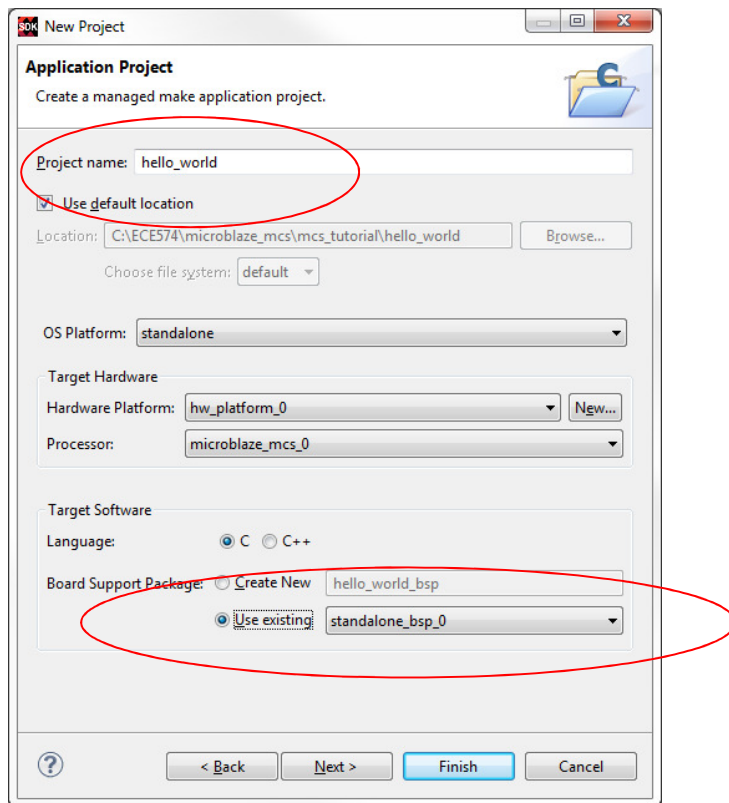 SDK New Project
Application Project
Create a managed make application project.
C
Project name: hello_world
Use default location
Location: C:\ECE574\microblaze_mcs\mcs_tutorial\hello_world Browse...
Choose file system: default
OS Platform: standalone
Target Hardware
Hardware Platform: hw_platform_0 New...
Processor: microblaze_mcs_0
Target Software
Language: C C++
Board Support Package: Create New hello_world_bsp
Use existing standalone_bsp_0
? < Back Next > Finish Cancel